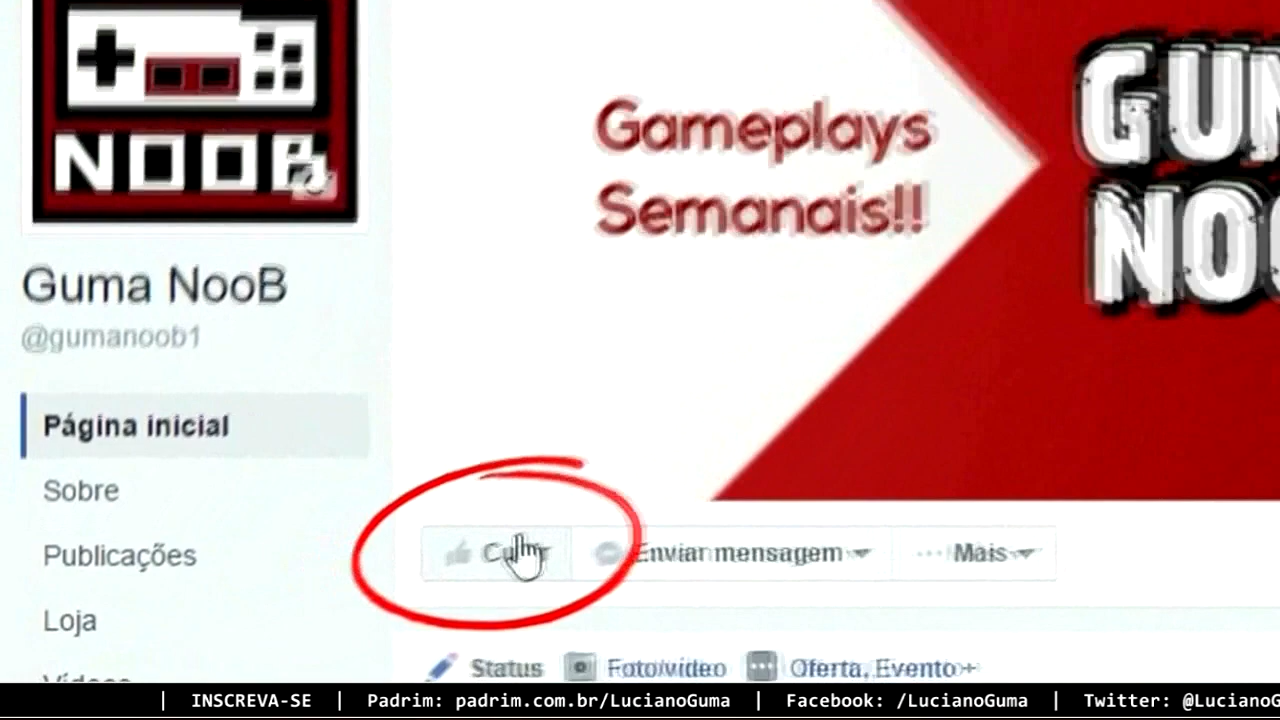 NOOB
Gameplays
Semanais!!
GUM
NOO
Guma NooB
@gumanoob1
Página inicial
Sobre
Publicações
Loja
Vídeos
Curtir
Enviar mensagem
Mais
Status
Foto/vídeo
Oferta, Evento +
| INSCREVA-SE | Padrim: padrim.com.br/LucianoGuma | Facebook: /LucianoGuma | Twitter: @LucianoG